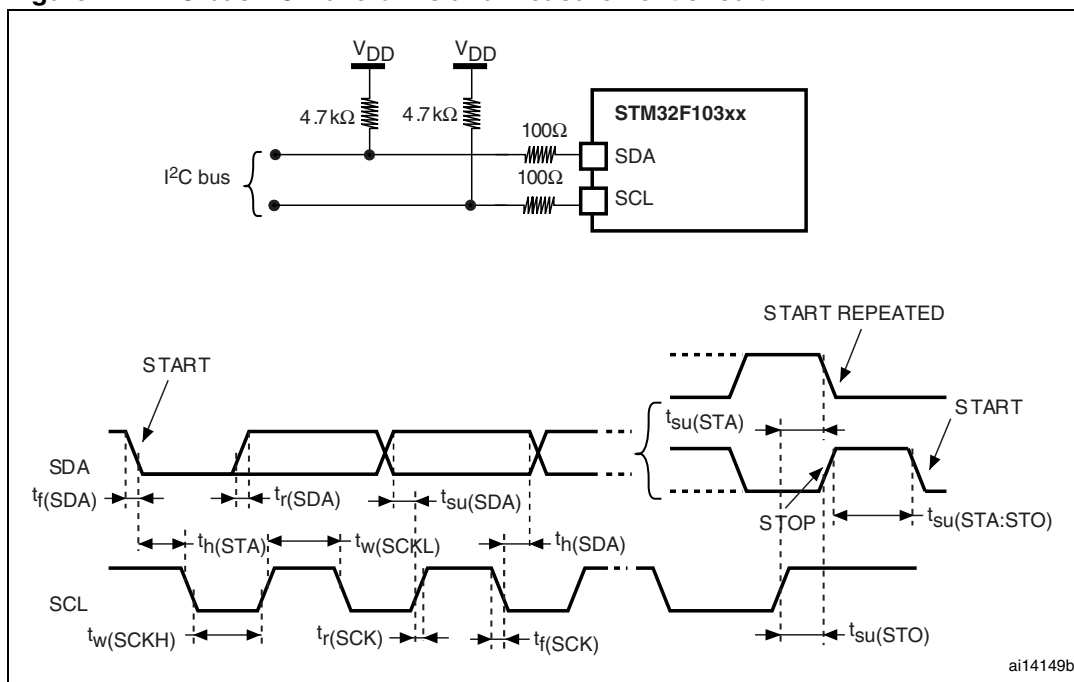 V_DD V_DD
4.7kΩ 4.7kΩ
STM32F103xx
100Ω
SDA
I²C bus
100Ω
SCL
START REPEATED
START
START
t_su(STA)
SDA
t_f(SDA)
t_r(SDA)
t_su(SDA)
STOP
t_su(STA:STO)
t_h(STA)
t_w(SCKL)
t_h(SDA)
SCL
t_w(SCKH)
t_r(SCK)
t_f(SCK)
t_su(STO)
ai14149b